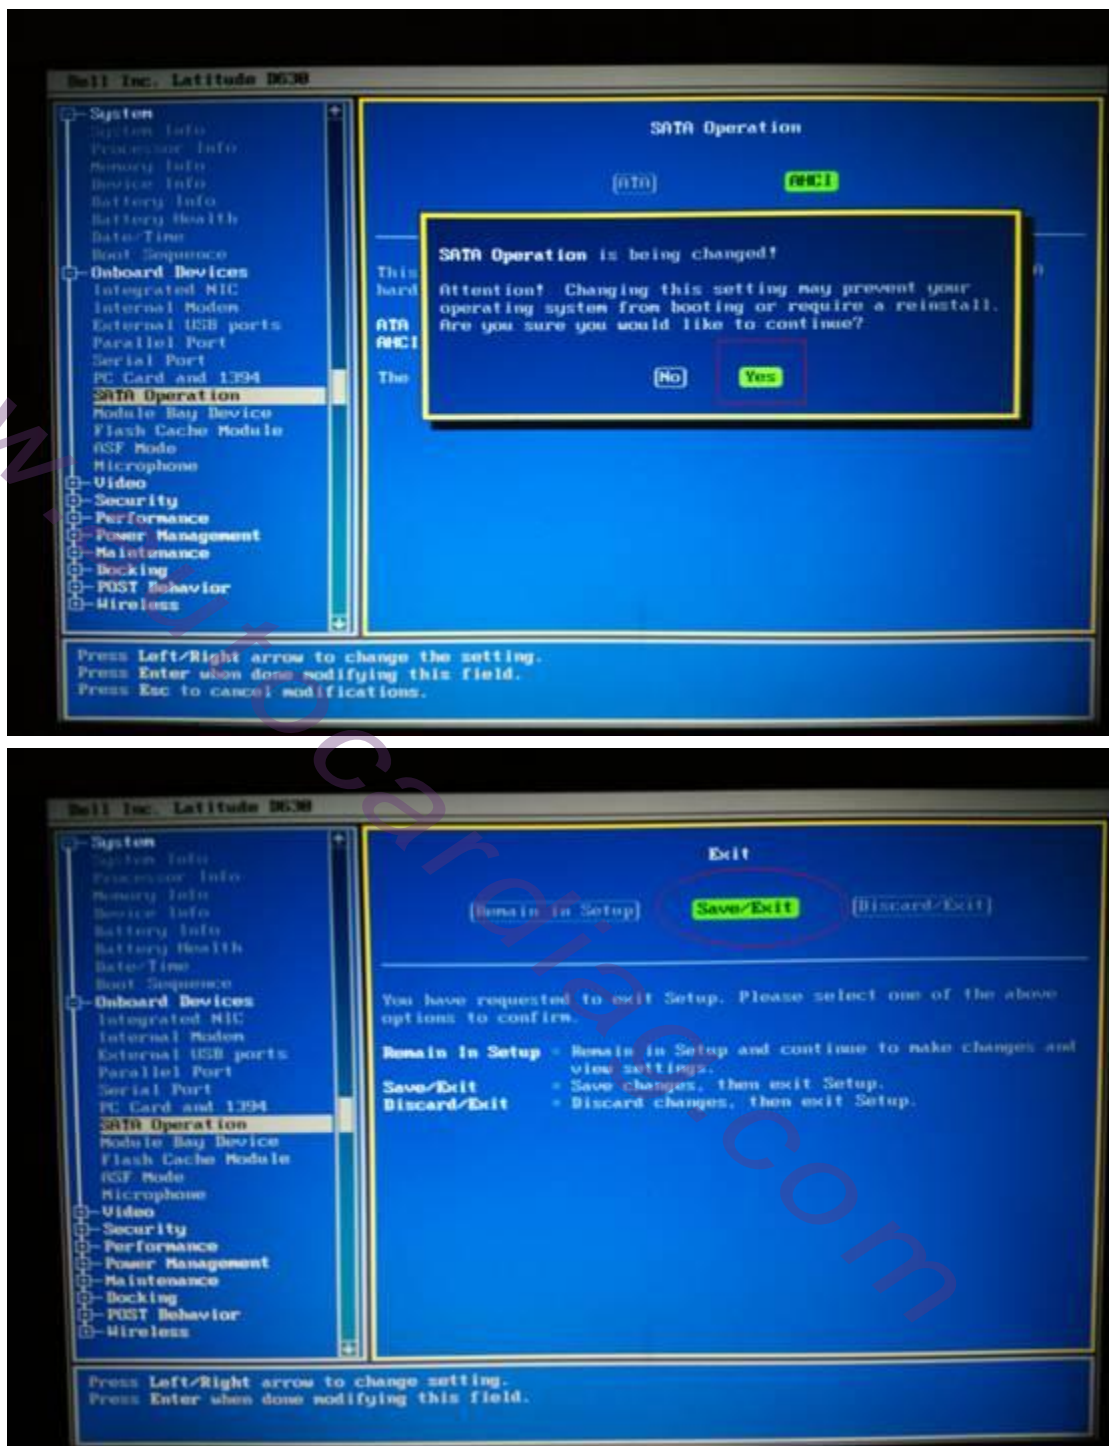 Dell Inc. Latitude D630
System
System Info
Processor Info
Memory Info
Device Info
Battery Info
Battery Health
Date/Time
Boot Sequence
Onboard Devices
Integrated NIC
Internal Modem
External USB ports
Parallel Port
Serial Port
PC Card and 1394
SATA Operation
Module Bay Device
Flash Cache Module
ASF Mode
Microphone
Video
Security
Performance
Power Management
Maintenance
Docking
POST Behavior
Wireless
SATA Operation
[ATA] AHCI
This
hard
ATA
AHCI
The
SATA Operation is being changed!
Attention! Changing this setting may prevent your
operating system from booting or require a reinstall.
Are you sure you would like to continue?
[No] Yes
Press Left/Right arrow to change the setting.
Press Enter when done modifying this field.
Press Esc to cancel modifications.
Dell Inc. Latitude D630
System
System Info
Processor Info
Memory Info
Device Info
Battery Info
Battery Health
Date/Time
Boot Sequence
Onboard Devices
Integrated NIC
Internal Modem
External USB ports
Parallel Port
Serial Port
PC Card and 1394
SATA Operation
Module Bay Device
Flash Cache Module
ASF Mode
Microphone
Video
Security
Performance
Power Management
Maintenance
Docking
POST Behavior
Wireless
Exit
[Remain in Setup] Save/Exit [Discard/Exit]
You have requested to exit Setup. Please select one of the above
options to confirm.
Remain In Setup = Remain in Setup and continue to make changes and
view settings.
Save/Exit = Save changes, then exit Setup.
Discard/Exit = Discard changes, then exit Setup.
Press Left/Right arrow to change setting.
Press Enter when done modifying this field.